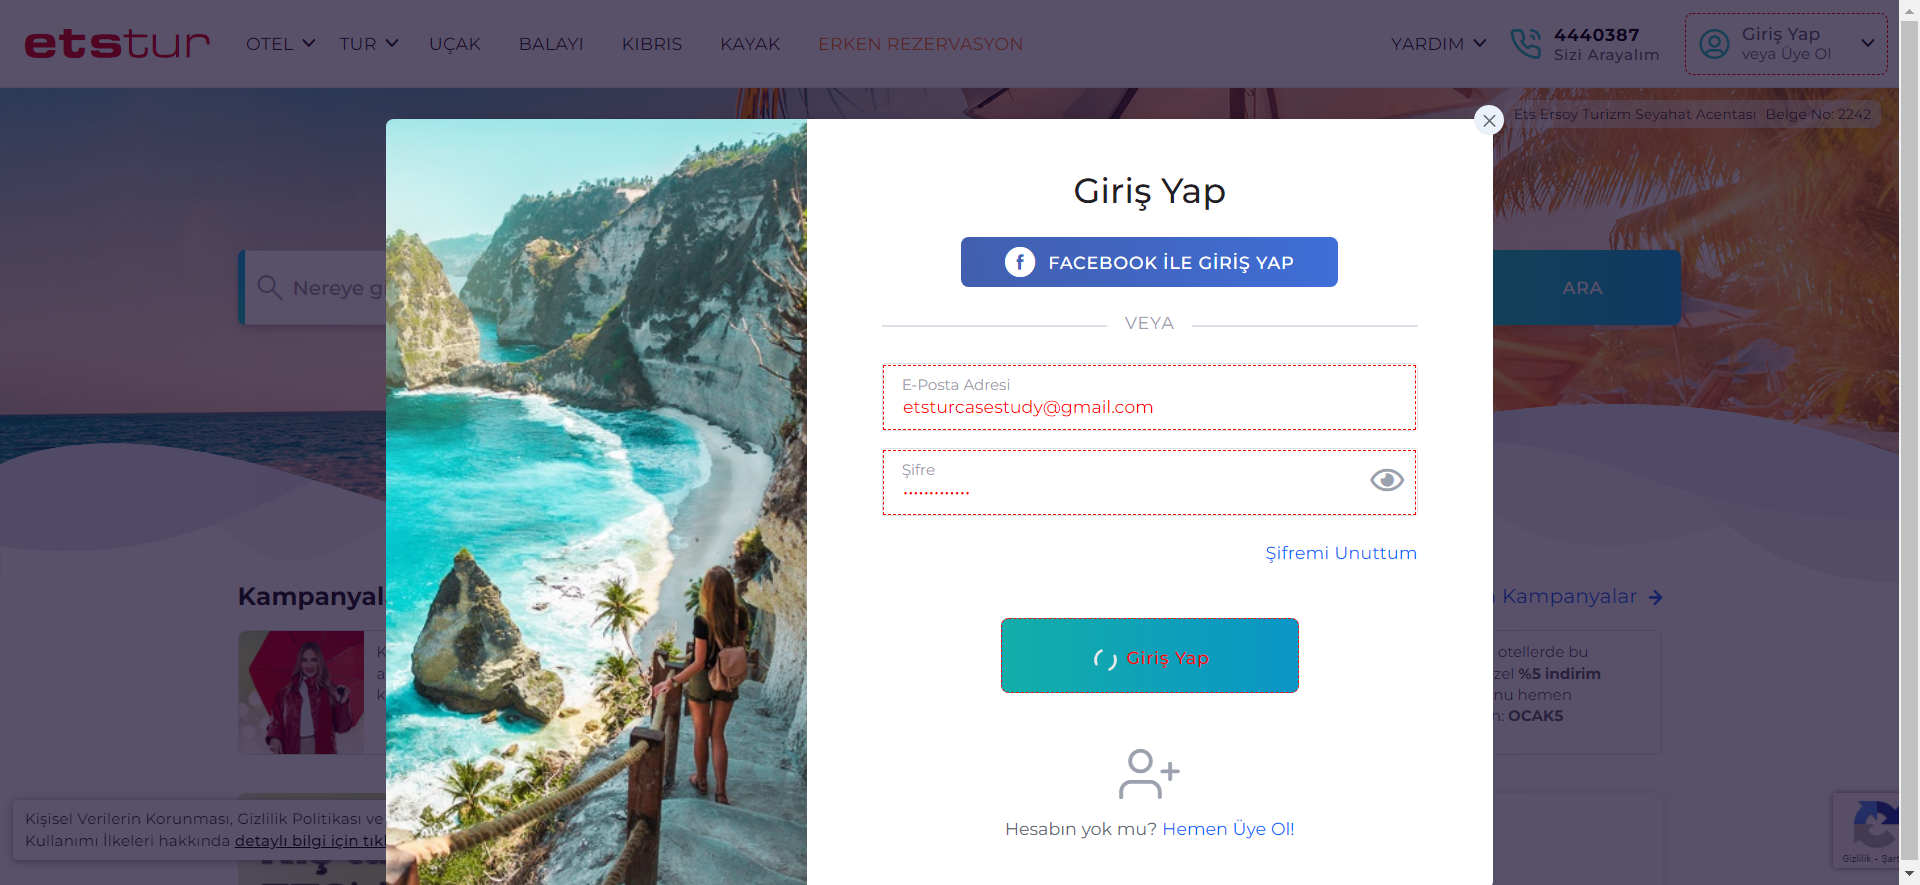 etstur
OTEL TUR UÇAK BALAYI KIBRIS KAYAK ERKEN REZERVASYON
YARDIM
4440387
Sizi Arayalım
Giriş Yap
veya Üye Ol
Ets Ersoy Turizm Seyahat Acentası Belge No: 2242
Giriş Yap
f FACEBOOK İLE GİRİŞ YAP
VEYA
Nereye
ARA
E-Posta Adresi
etsturcasestudy@gmail.com
Şifre
•••••••••••••
Şifremi Unuttum
Kampanyal
Kampanyalar
otellerde bu
zel %5 indirim
nu hemen
OCAK5
Giriş Yap
Hesabın yok mu? Hemen Üye Ol!
Kişisel Verilerin Korunması, Gizlilik Politikası ve
Kullanımı İlkeleri hakkında detaylı bilgi için tıkl
Gizlilik - Şart